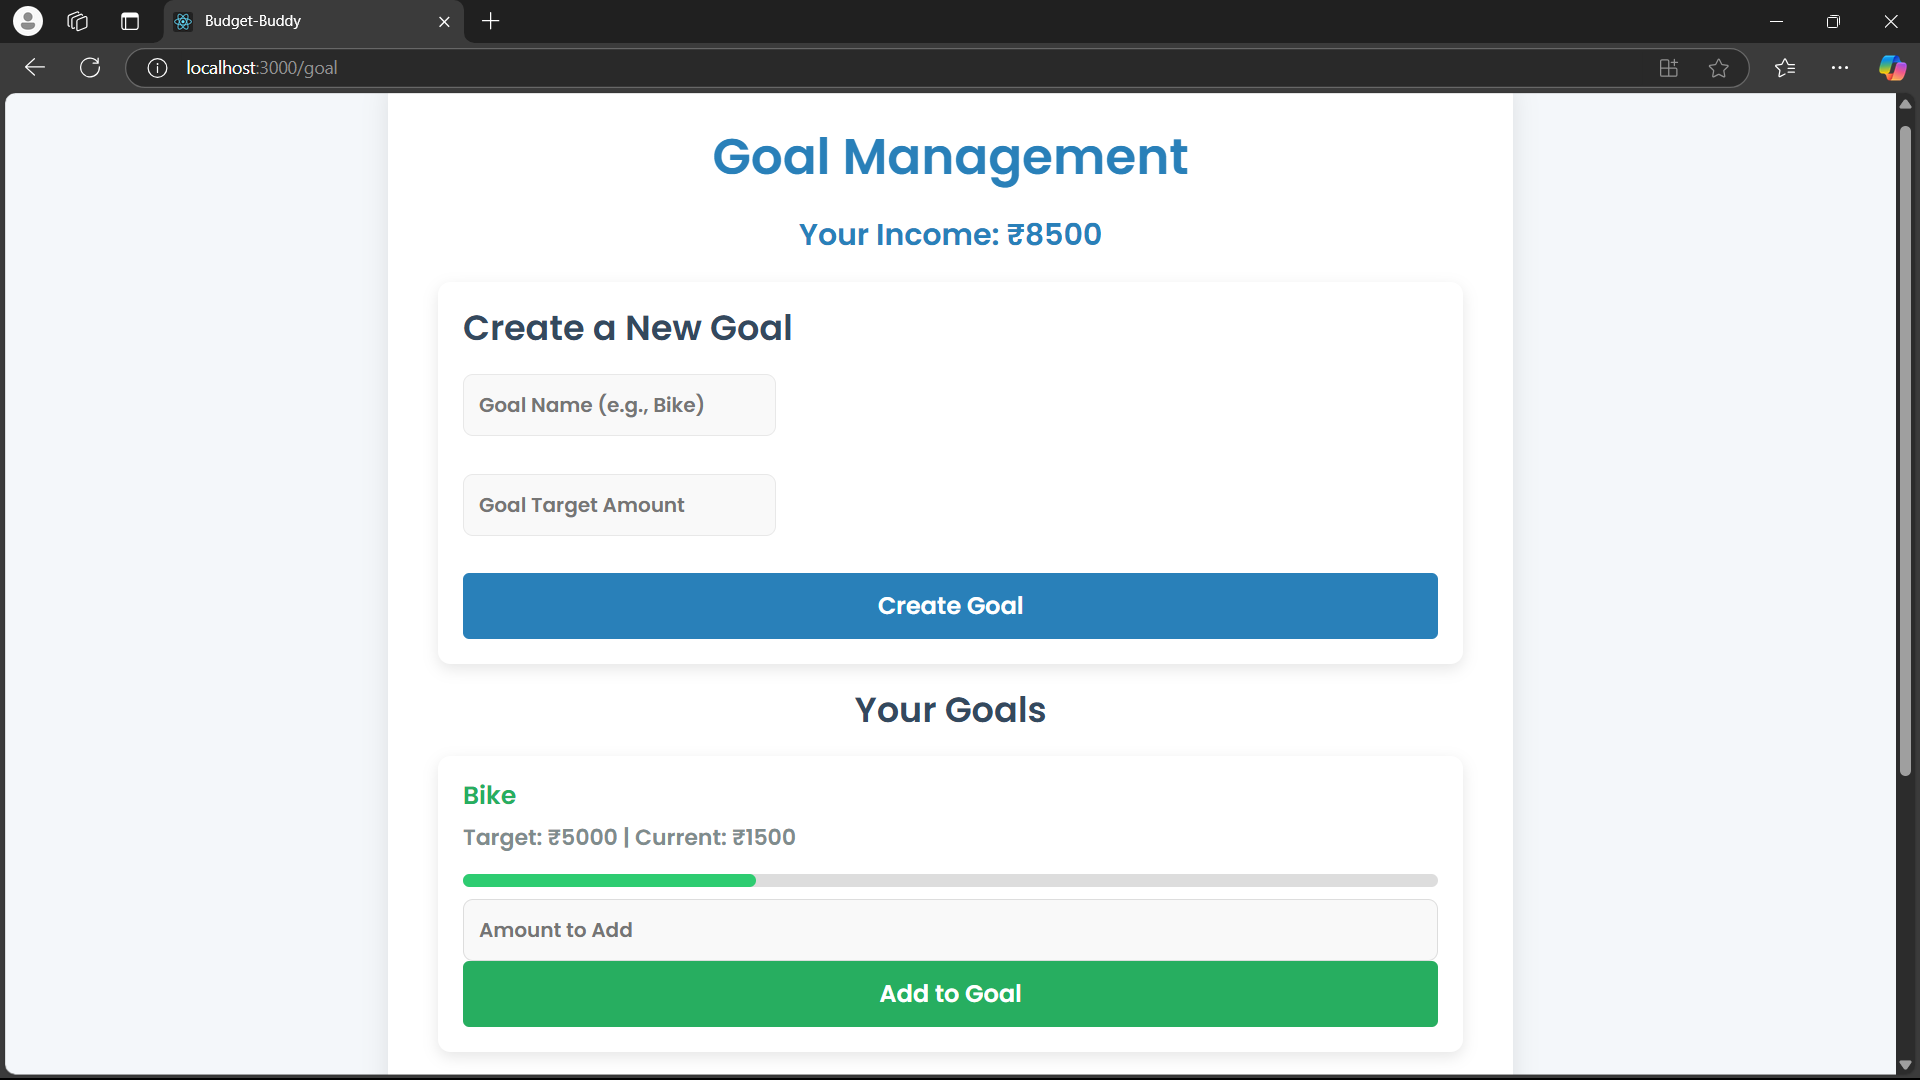 Budget-Buddy
localhost:3000/goal
Goal Management
Your Income: ₹8500
Create a New Goal
Goal Name (e.g., Bike)
Goal Target Amount
Create Goal
Your Goals
Bike
Target: ₹5000 | Current: ₹1500
Amount to Add
Add to Goal